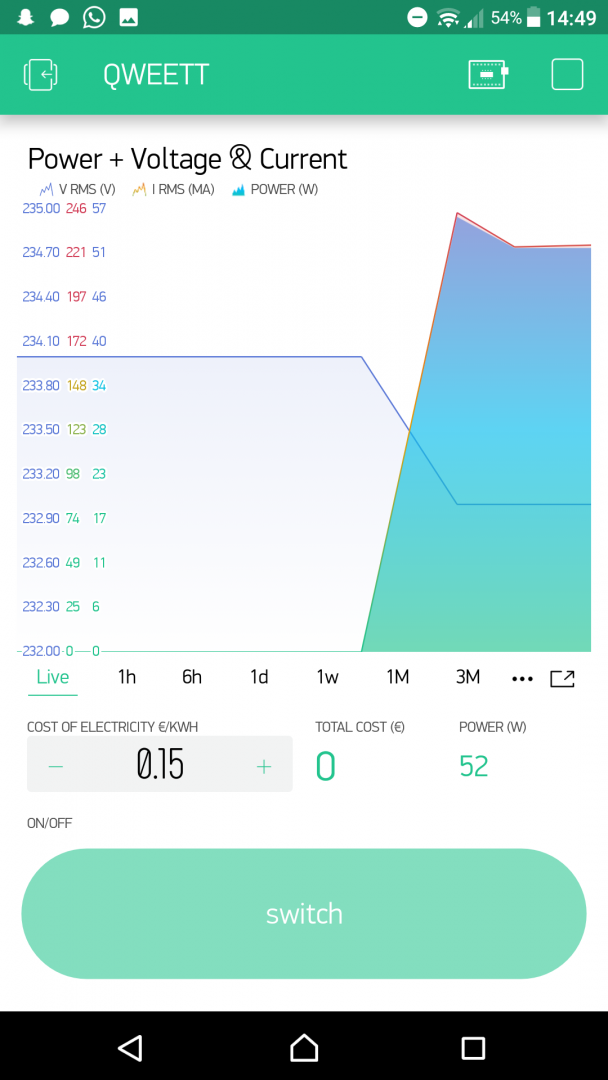 54% 14:49
QWEETT
Power + Voltage & Current
V RMS (V) I RMS (MA) POWER (W)
235.00 246 57
234.70 221 51
234.40 197 46
234.10 172 40
233.80 148 34
233.50 123 28
233.20 98 23
232.90 74 17
232.60 49 11
232.30 25 6
232.00 0 0
Live 1h 6h 1d 1w 1M 3M •••
COST OF ELECTRICITY €/KWH TOTAL COST (€) POWER (W)
− 0.15 + 0 52
ON/OFF
switch